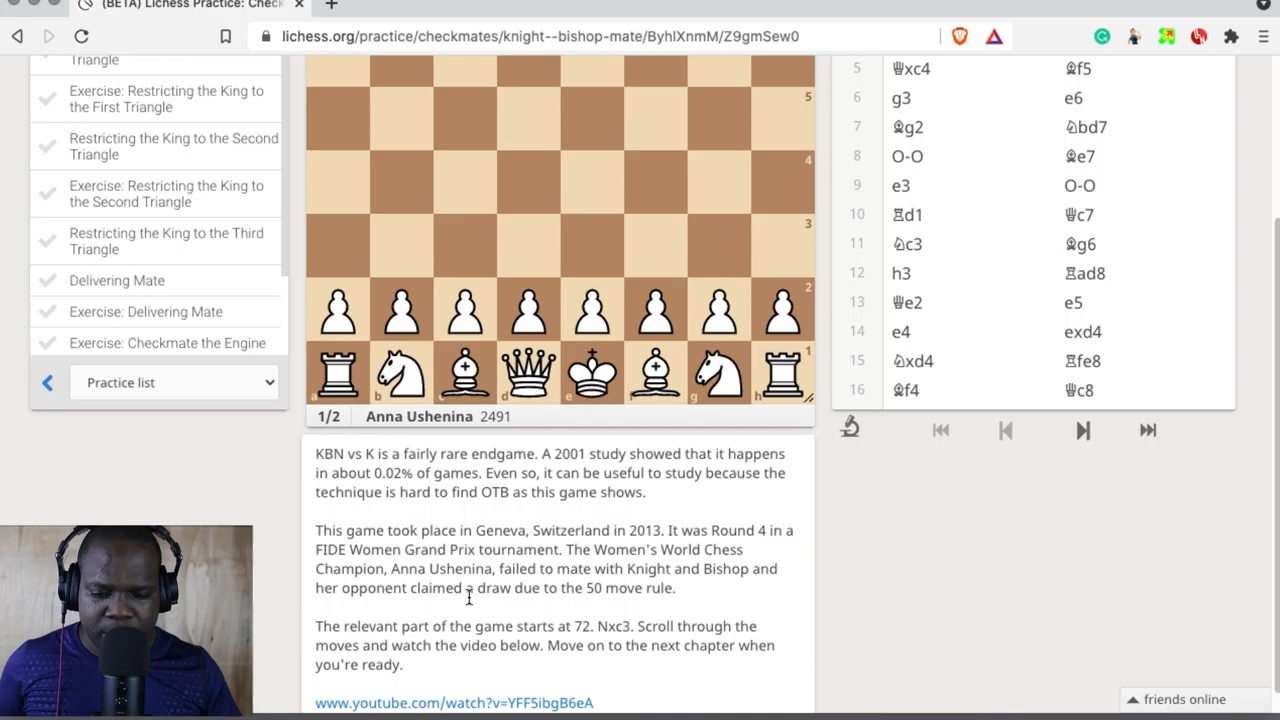 (BETA) Lichess Practice: Check
lichess.org/practice/checkmates/knight--bishop-mate/ByhlXnmM/Z9gmSew0
Triangle
Exercise: Restricting the King to
the First Triangle
Restricting the King to the Second
Triangle
Exercise: Restricting the King to
the Second Triangle
Restricting the King to the Third
Triangle
Delivering Mate
Exercise: Delivering Mate
Exercise: Checkmate the Engine
Practice list
5
4
3
2
1
a b c d e f g h
1/2 Anna Ushenina 2491
KBN vs K is a fairly rare endgame. A 2001 study showed that it happens
in about 0.02% of games. Even so, it can be useful to study because the
technique is hard to find OTB as this game shows.
This game took place in Geneva, Switzerland in 2013. It was Round 4 in a
FIDE Women Grand Prix tournament. The Women's World Chess
Champion, Anna Ushenina, failed to mate with Knight and Bishop and
her opponent claimed a draw due to the 50 move rule.
The relevant part of the game starts at 72. Nxc3. Scroll through the
moves and watch the video below. Move on to the next chapter when
you're ready.
www.youtube.com/watch?v=YFF5ibgB6eA
5 ♕xc4 ♗f5
6 g3 e6
7 ♗g2 ♘bd7
8 O-O ♗e7
9 e3 O-O
10 ♖d1 ♕c7
11 ♘c3 ♗g6
12 h3 ♖ad8
13 ♕e2 e5
14 e4 exd4
15 ♘xd4 ♖fe8
16 ♗f4 ♕c8
friends online